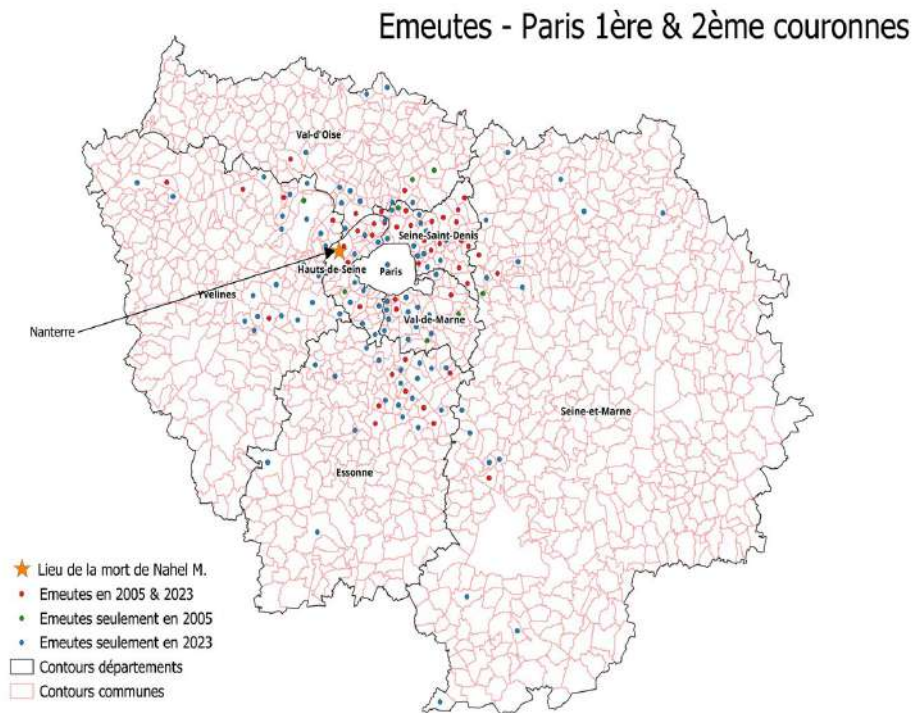 Emeutes - Paris 1ère & 2ème couronnes
Val-d'Oise
Seine-Saint-Denis
Hauts-de-Seine
Paris
Yvelines
Nanterre
Val-de-Marne
Seine-et-Marne
Essonne
Lieu de la mort de Nahel M.
Emeutes en 2005 & 2023
Emeutes seulement en 2005
Emeutes seulement en 2023
Contours départements
Contours communes